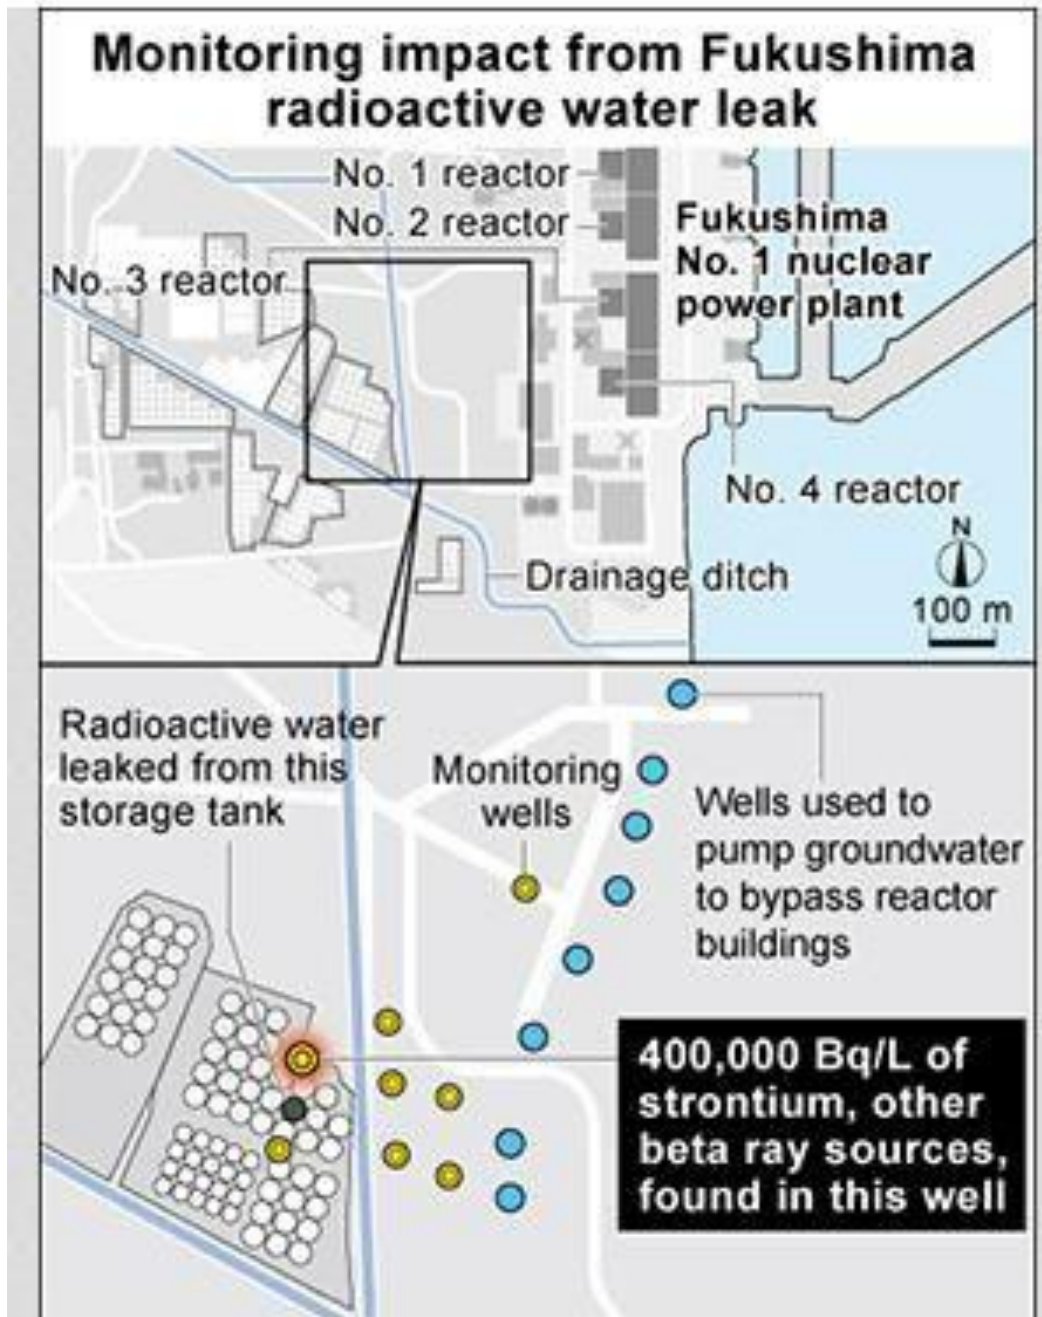 Monitoring impact from Fukushima
radioactive water leak
No. 1 reactor
No. 2 reactor
Fukushima
No. 1 nuclear
power plant
No. 3 reactor
No. 4 reactor
N
100 m
Drainage ditch
Radioactive water
leaked from this
storage tank
Monitoring
wells
Wells used to
pump groundwater
to bypass reactor
buildings
400,000 Bq/L of
strontium, other
beta ray sources,
found in this well